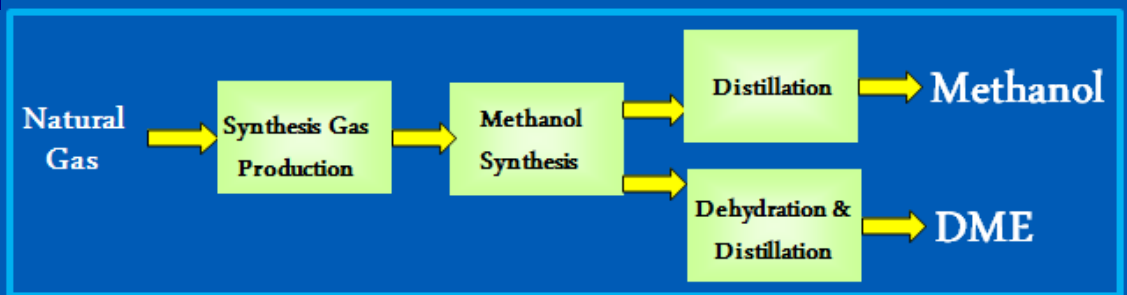 Natural
Gas
Synthesis Gas
Production
Methanol
Synthesis
Distillation
Methanol
Dehydration &
Distillation
DME